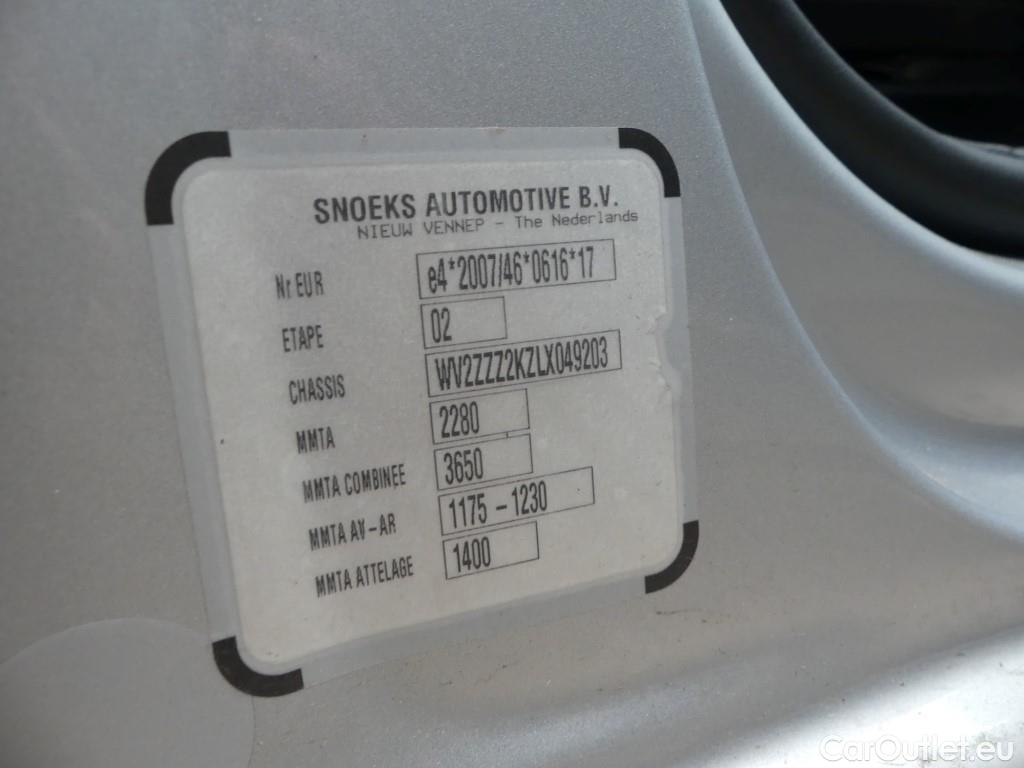 SNOEKS AUTOMOTIVE B.V.
NIEUW VENNEP - The Nederlands
Nr EUR e4*2007/46*0616*17
ETAPE 02
CHASSIS WV2ZZZ2KZLX049203
MMTA 2280
MMTA COMBINEE 3650
MMTA AV-AR 1175 - 1230
MMTA ATTELAGE 1400
CarOutlet.eu